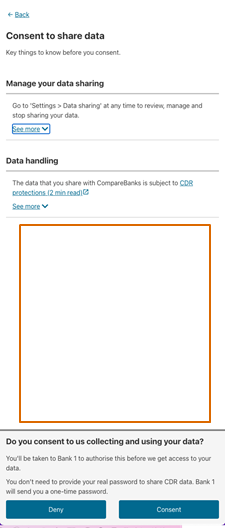 ← Back
Consent to share data
Key things to know before you consent.
Manage your data sharing
Go to 'Settings > Data sharing' at any time to review, manage and
stop sharing your data.
See more
Data handling
The data that you share with CompareBanks is subject to CDR
protections (2 min read)
See more
Do you consent to us collecting and using your data?
You'll be taken to Bank 1 to authorise this before we get access to your
data.
You don't need to provide your real password to share CDR data. Bank 1
will send you a one-time password.
Deny
Consent